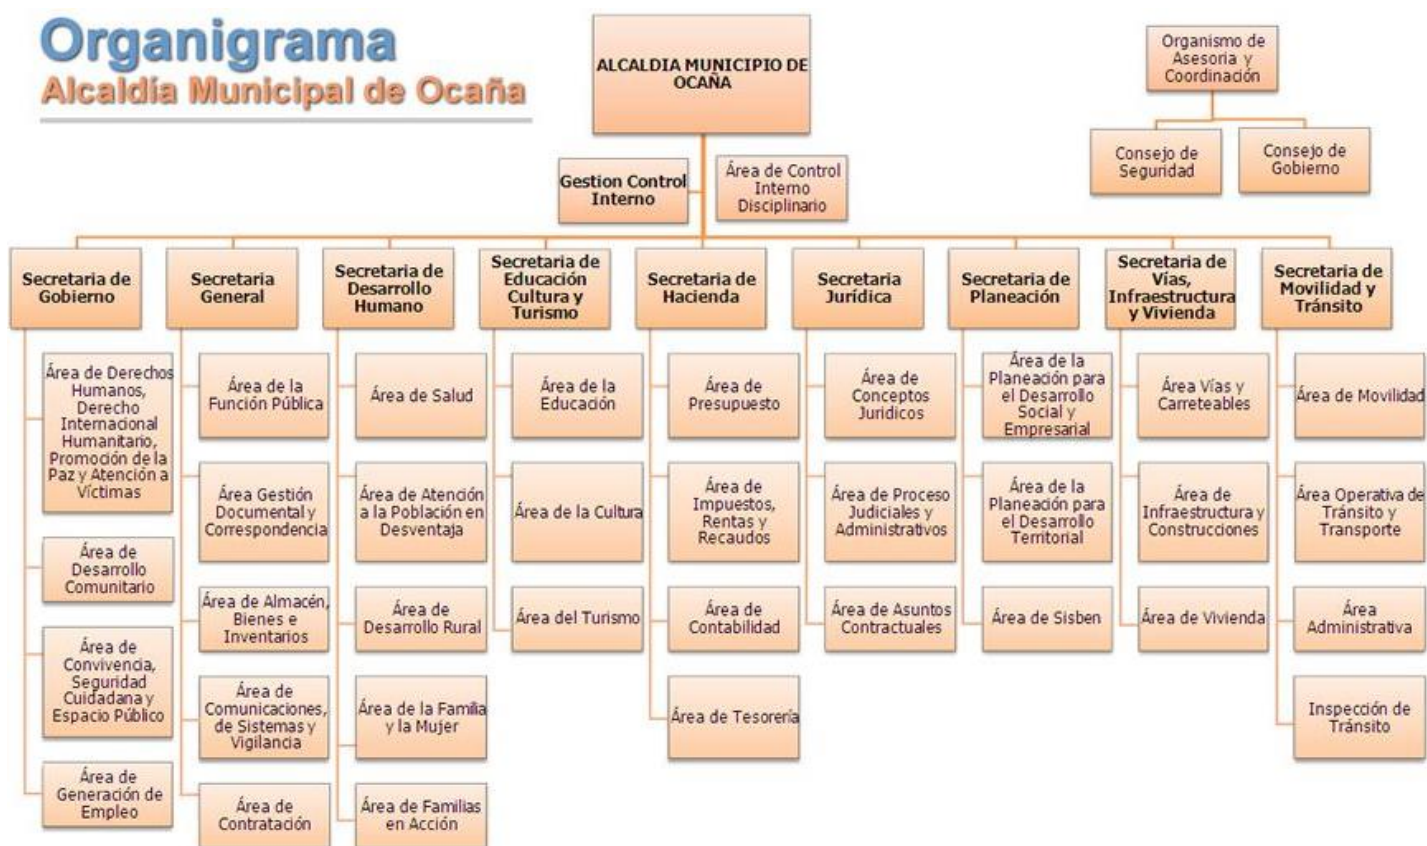 Organigrama
Alcaldía Municipal de Ocaña
ALCALDIA MUNICIPIO DE
OCAÑA
Organismo de
Asesoria y
Coordinación
Consejo de
Seguridad
Consejo de
Gobierno
Gestion Control
Interno
Área de Control
Interno
Disciplinario
Secretaria de
Gobierno
Secretaria
General
Secretaria de
Desarrollo
Humano
Secretaria de
Educación
Cultura y
Turismo
Secretaria de
Hacienda
Secretaria
Jurídica
Secretaria de
Planeación
Secretaria de
Vías,
Infraestructura
y Vivienda
Secretaria de
Movilidad y
Tránsito
Área de Derechos
Humanos,
Derecho
Internacional
Humanitario,
Promoción de la
Paz y Atención a
Víctimas
Área de
Desarrollo
Comunitario
Área de
Convivencia,
Seguridad
Cuidadana y
Espacio Público
Área de
Generación de
Empleo
Área de la
Función Pública
Área Gestión
Documental y
Correspondencia
Área de Almacén,
Bienes e
Inventarios
Área de
Comunicaciones,
de Sistemas y
Vigilancia
Área de
Contratación
Área de Salud
Área de Atención
a la Población en
Desventaja
Área de
Desarrollo Rural
Área de la Familia
y la Mujer
Área de Familias
en Acción
Área de la
Educación
Área de la Cultura
Área del Turismo
Área de
Presupuesto
Área de
Impuestos,
Rentas y
Recaudos
Área de
Contabilidad
Área de Tesorería
Área de
Conceptos
Juridicos
Área de Proceso
Judiciales y
Administrativos
Área de Asuntos
Contractuales
Área de la
Planeación para
el Desarrollo
Social y
Empresarial
Área de la
Planeación para
el Desarrollo
Territorial
Área de Sisben
Área Vías y
Carreteables
Área de
Infraestructura y
Construcciones
Área de Vivienda
Área de Movilidad
Área Operativa de
Tránsito y
Transporte
Área
Administrativa
Inspección de
Tránsito